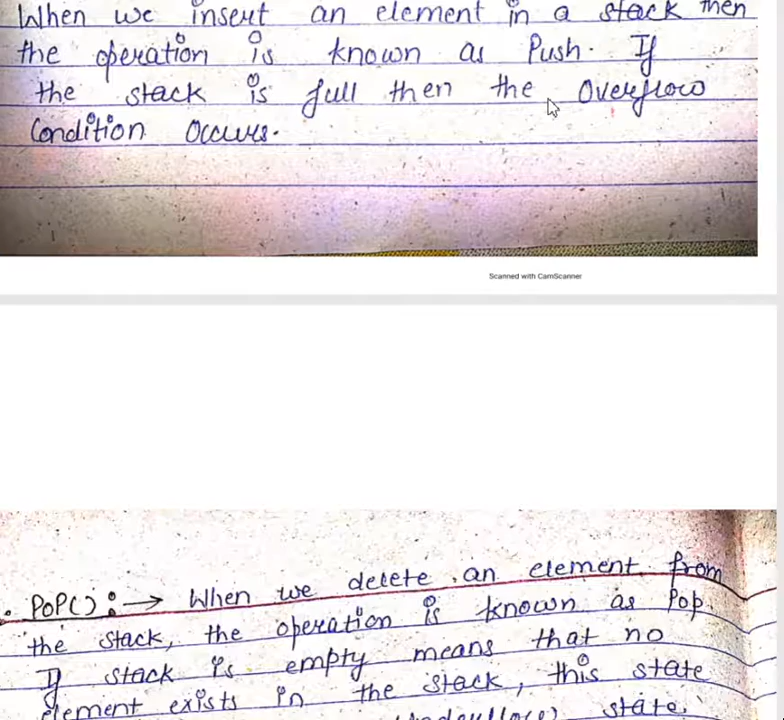 When we insert an element in a stack then
the operation is known as Push. If
the stack is full then the Overflow
Condition Occurs.
Scanned with CamScanner
. POP() :→ When we delete an element from
the stack, the operation is known as Pop.
If stack is empty means that no
element exists in the stack, this state
state.